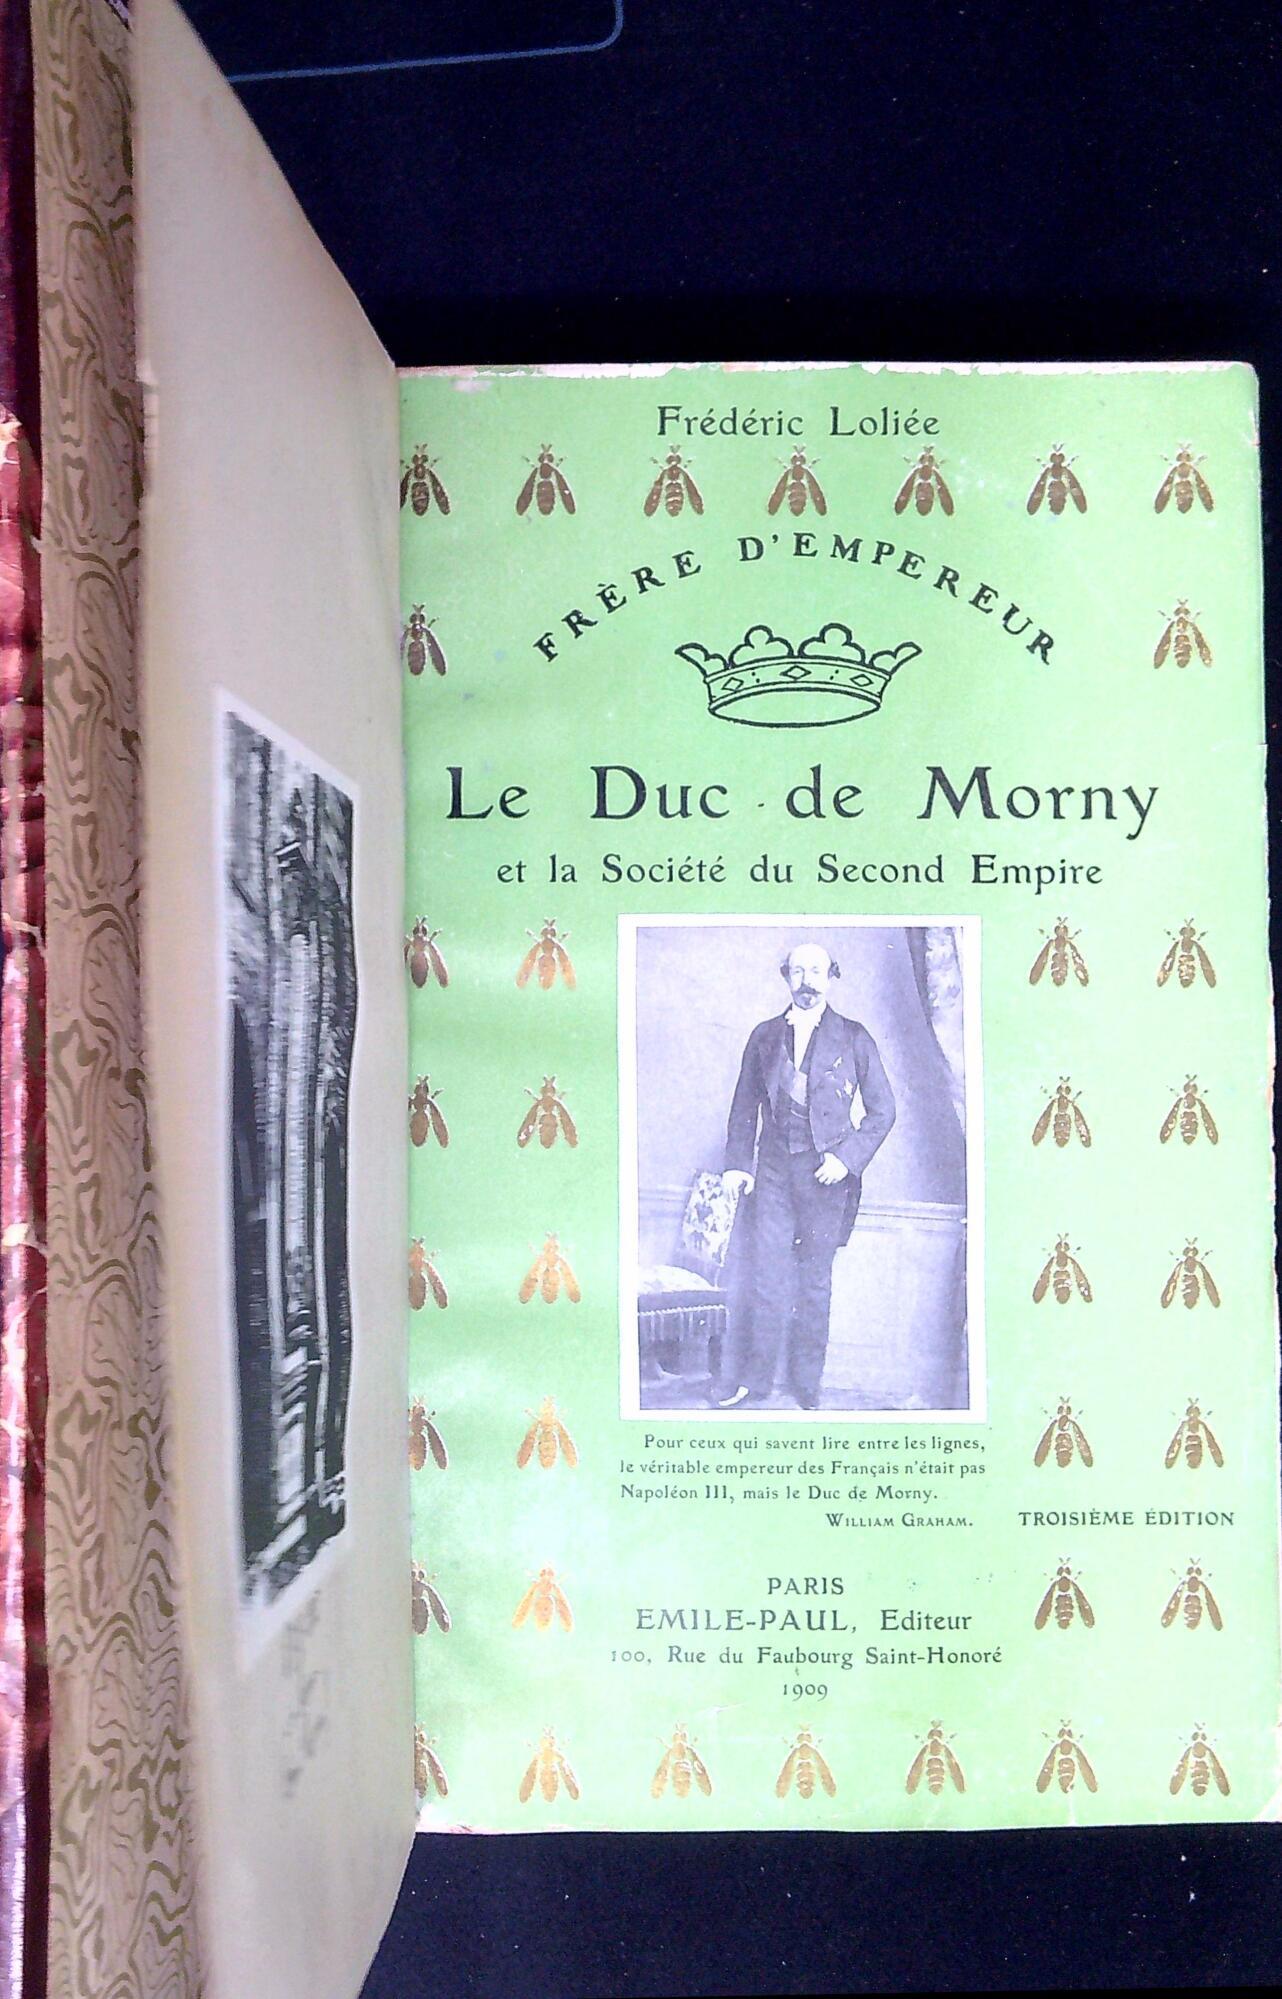 Frédéric Loliée
FRÈRE D'EMPEREUR
Le Duc de Morny
et la Société du Second Empire
Pour ceux qui savent lire entre les lignes,
le véritable empereur des Français n'était pas
Napoléon III, mais le Duc de Morny.
WILLIAM GRAHAM.
TROISIÈME ÉDITION
PARIS
EMILE-PAUL, Editeur
100, Rue du Faubourg Saint-Honoré
1909